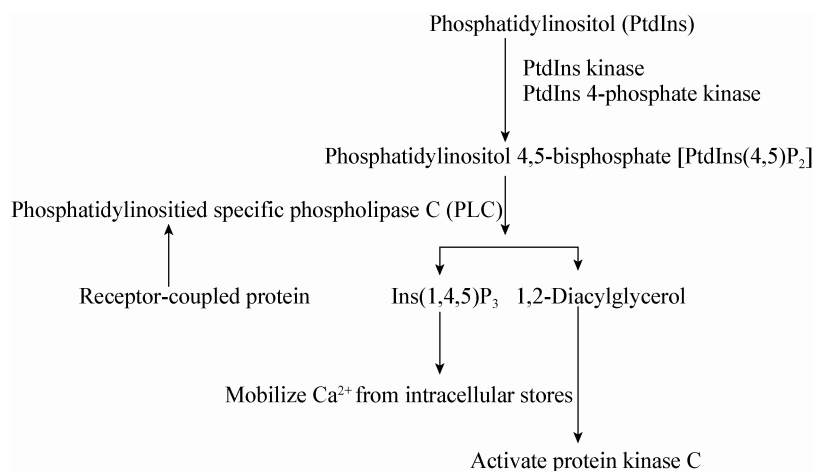 Phosphatidylinositol (PtdIns)
PtdIns kinase
PtdIns 4-phosphate kinase
Phosphatidylinositol 4,5-bisphosphate [PtdIns(4,5)P₂]
Phosphatidylinositied specific phospholipase C (PLC)
Receptor-coupled protein
Ins(1,4,5)P₃
1,2-Diacylglycerol
Mobilize Ca²⁺ from intracellular stores
Activate protein kinase C